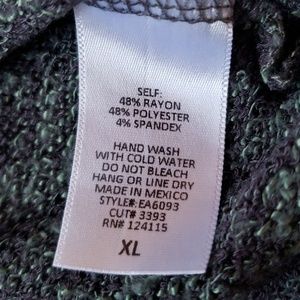 SELF:
48% RAYON
48% POLYESTER
4% SPANDEX
HAND WASH
WITH COLD WATER
DO NOT BLEACH
HANG OR LINE DRY
MADE IN MEXICO
STYLE#:EA6093
CUT# 3393
RN# 124115
XL